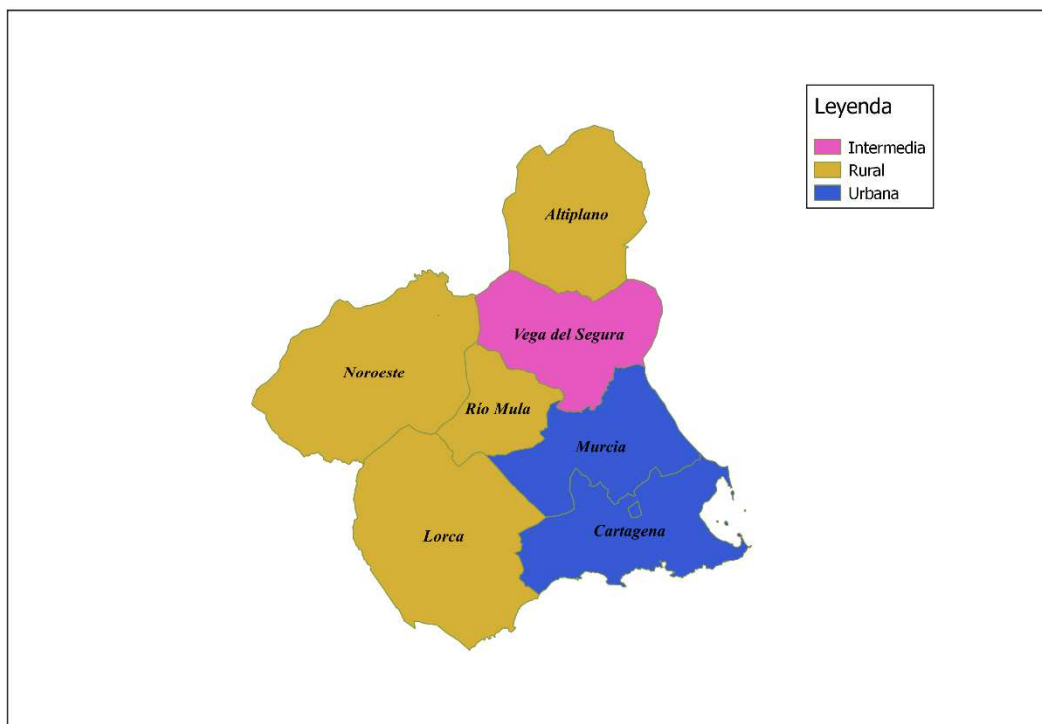 Leyenda
Intermedia
Rural
Urbana
Altiplano
Vega del Segura
Noroeste
Río Mula
Murcia
Cartagena
Lorca